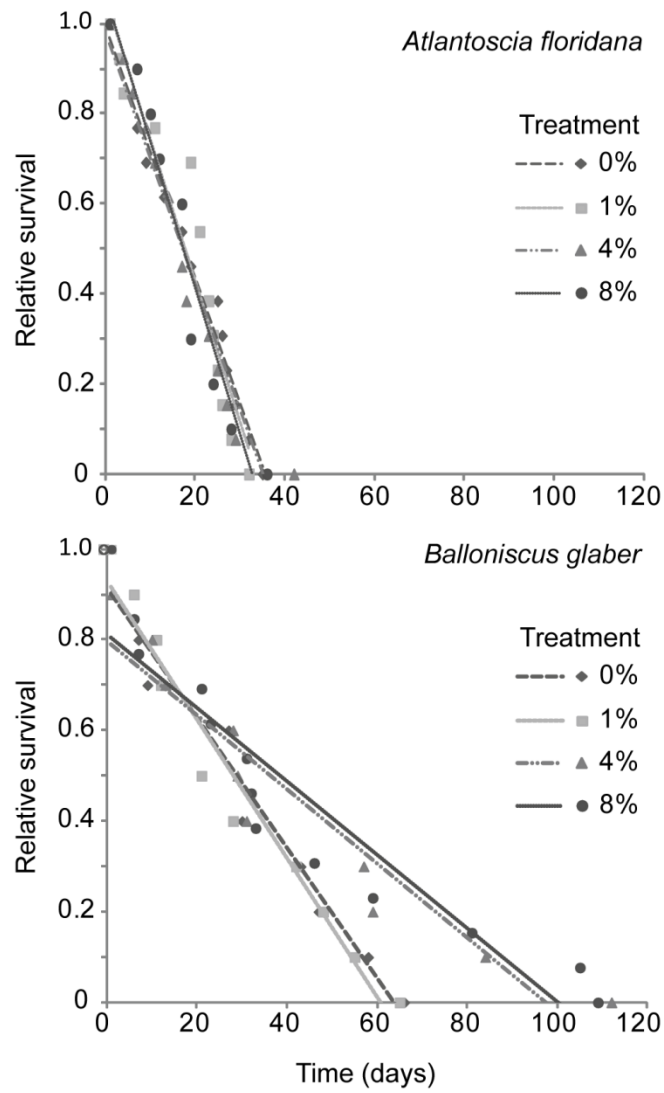 Atlantoscia floridana
Treatment
0%
1%
4%
8%
Relative survival
1.0
0.8
0.6
0.4
0.2
0
0 20 40 60 80 100 120
Balloniscus glaber
Treatment
0%
1%
4%
8%
Relative survival
1.0
0.8
0.6
0.4
0.2
0
0 20 40 60 80 100 120
Time (days)